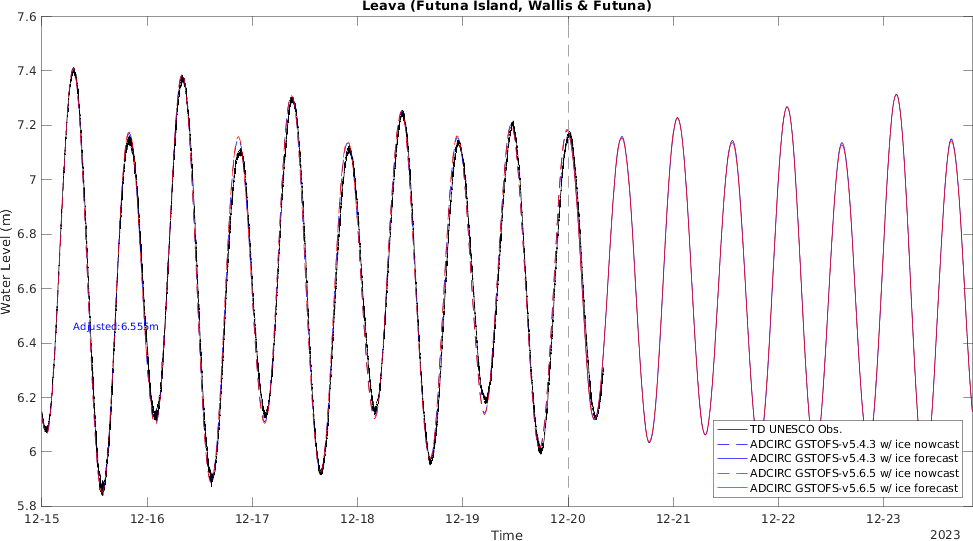 Leava (Futuna Island, Wallis & Futuna)
7.6
7.4
7.2
7
6.8
6.6
6.4
6.2
6
5.8
Water Level (m)
Adjusted:6.555m
TD UNESCO Obs.
ADCIRC GSTOFS-v5.4.3 w/ ice nowcast
ADCIRC GSTOFS-v5.4.3 w/ ice forecast
ADCIRC GSTOFS-v5.6.5 w/ ice nowcast
ADCIRC GSTOFS-v5.6.5 w/ ice forecast
12-15 12-16 12-17 12-18 12-19 12-20 12-21 12-22 12-23
Time
2023